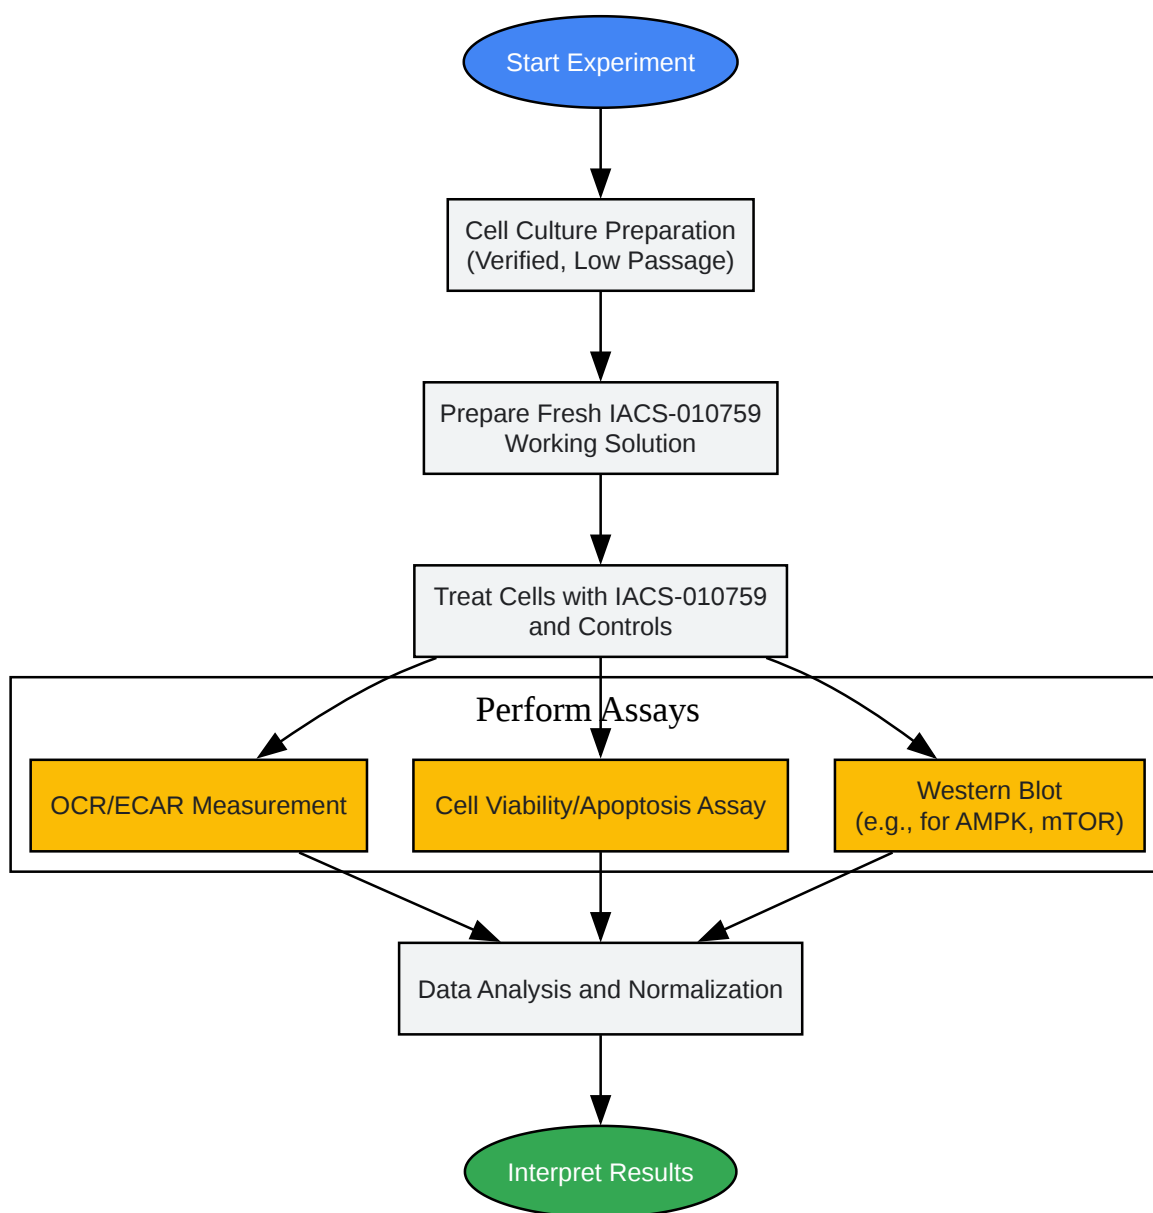 Start Experiment
Cell Culture Preparation
(Verified, Low Passage)
Prepare Fresh IACS-010759
Working Solution
Treat Cells with IACS-010759
and Controls
Perform Assays
OCR/ECAR Measurement
Cell Viability/Apoptosis Assay
Western Blot
(e.g., for AMPK, mTOR)
Data Analysis and Normalization
Interpret Results